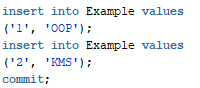 insert into Example values
('1', 'OOP');
insert into Example values
('2', 'KMS');
commit;